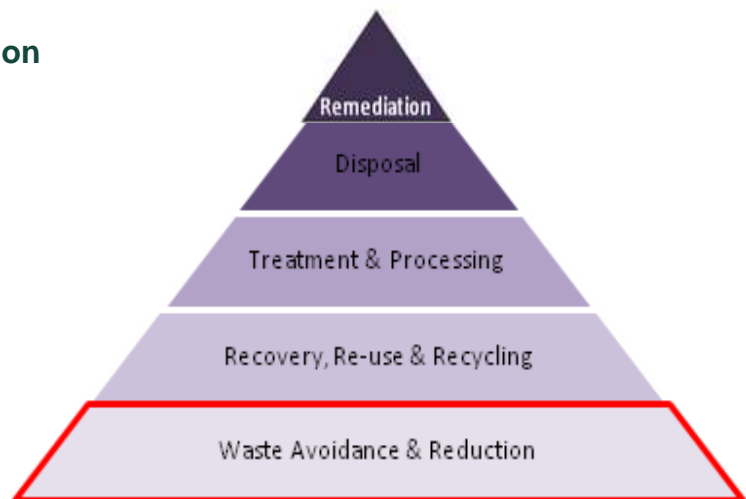 on
Remediation
Disposal
Treatment & Processing
Recovery, Re-use & Recycling
Waste Avoidance & Reduction